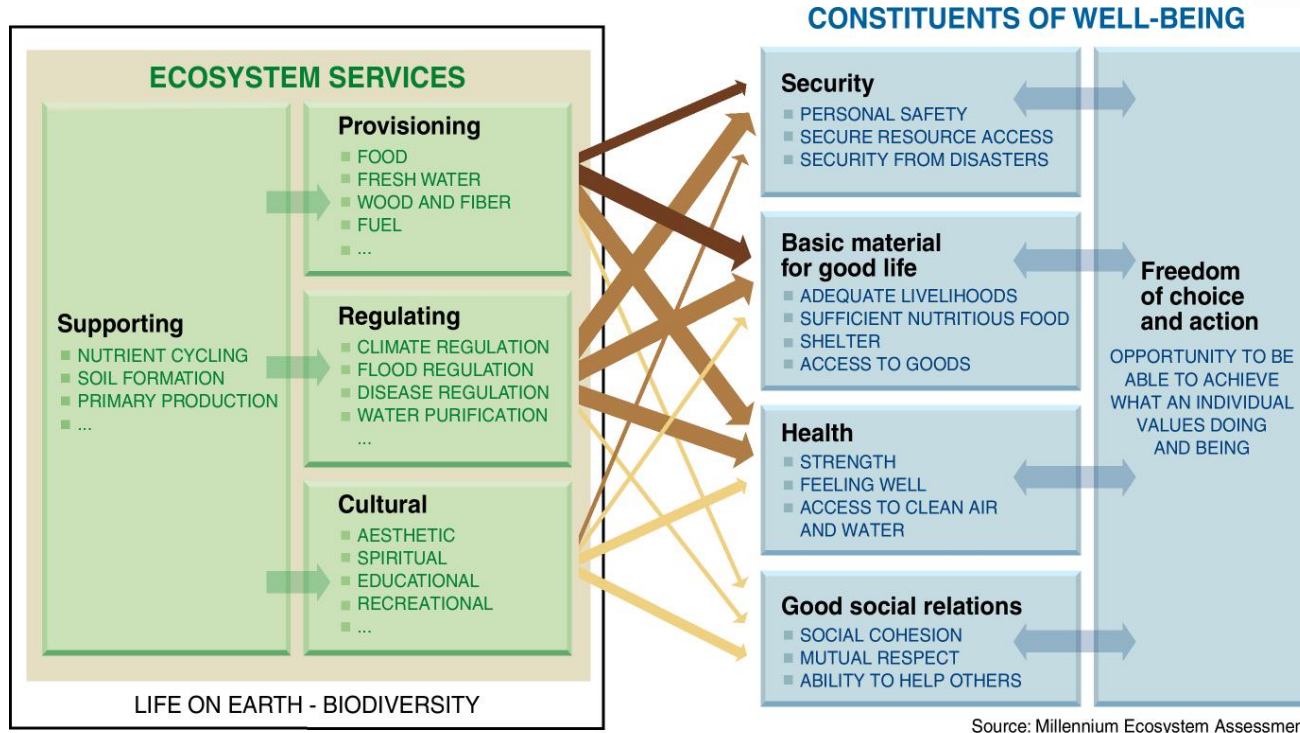 CONSTITUENTS OF WELL-BEING
ECOSYSTEM SERVICES
Supporting
NUTRIENT CYCLING
SOIL FORMATION
PRIMARY PRODUCTION
...
Provisioning
FOOD
FRESH WATER
WOOD AND FIBER
FUEL
...
Regulating
CLIMATE REGULATION
FLOOD REGULATION
DISEASE REGULATION
WATER PURIFICATION
...
Cultural
AESTHETIC
SPIRITUAL
EDUCATIONAL
RECREATIONAL
...
LIFE ON EARTH - BIODIVERSITY
Security
PERSONAL SAFETY
SECURE RESOURCE ACCESS
SECURITY FROM DISASTERS
Basic material
for good life
ADEQUATE LIVELIHOODS
SUFFICIENT NUTRITIOUS FOOD
SHELTER
ACCESS TO GOODS
Health
STRENGTH
FEELING WELL
ACCESS TO CLEAN AIR
AND WATER
Good social relations
SOCIAL COHESION
MUTUAL RESPECT
ABILITY TO HELP OTHERS
Freedom
of choice
and action
OPPORTUNITY TO BE
ABLE TO ACHIEVE
WHAT AN INDIVIDUAL
VALUES DOING
AND BEING
Source: Millennium Ecosystem Assessmen